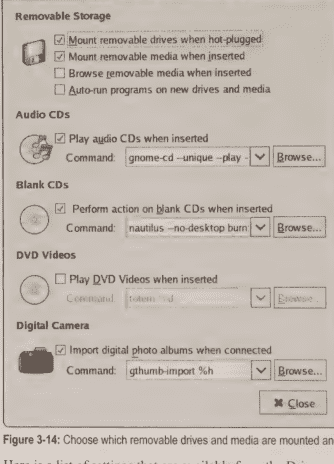 Removable Storage
Mount removable drives when hot-plugged
Mount removable media when inserted
Browse removable media when inserted
Auto-run programs on new drives and media
Audio CDs
Play audio CDs when inserted
Command: gnome-cd --unique --play - Browse...
Blank CDs
Perform action on blank CDs when inserted
Command: nautilus --no-desktop burn Browse...
DVD Videos
Play DVD Videos when inserted
Command: totem %d Browse...
Digital Camera
Import digital photo albums when connected
Command: gthumb-import %h Browse...
Close
Figure 3-14: Choose which removable drives and media are mounted an